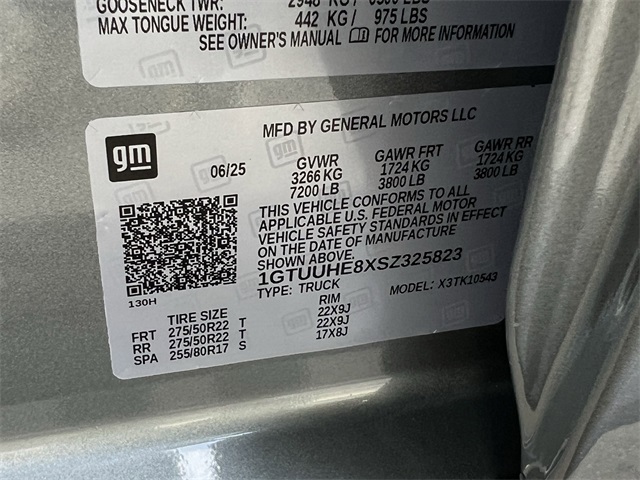 GOOSENECK TWR: 2948 KG / 6500 LBS
MAX TONGUE WEIGHT: 442 KG / 975 LBS
SEE OWNER'S MANUAL FOR MORE INFORMATION
MFD BY GENERAL MOTORS LLC
gm
06/25
GVWR GAWR FRT GAWR RR
3266 KG 1724 KG 1724 KG
7200 LB 3800 LB 3800 LB
THIS VEHICLE CONFORMS TO ALL
APPLICABLE U.S. FEDERAL MOTOR
VEHICLE SAFETY STANDARDS IN EFFECT
ON THE DATE OF MANUFACTURE
SHOWN ABOVE.
1GTUUHE8XSZ325823
TYPE: TRUCK MODEL: X3TK10543
130H
TIRE SIZE RIM
FRT 275/50R22 T 22X9J
RR 275/50R22 T 22X9J
SPA 255/80R17 S 17X8J